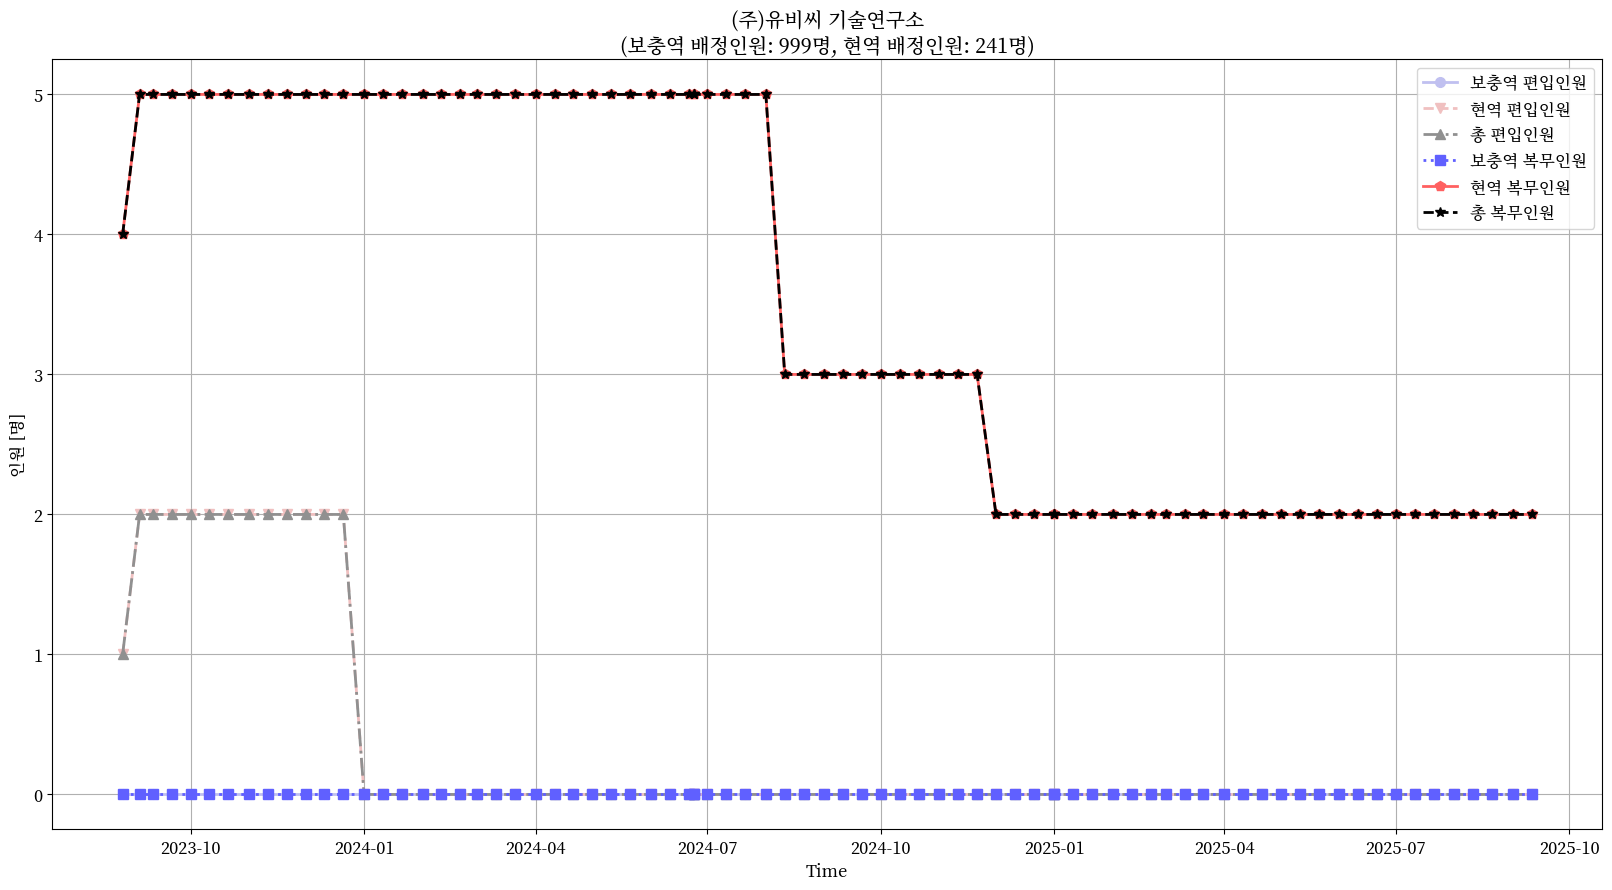 (주)유비씨 기술연구소
(보충역 배정인원: 999명, 현역 배정인원: 241명)
보충역 편입인원
현역 편입인원
총 편입인원
보충역 복무인원
현역 복무인원
총 복무인원
5
4
3
2
1
0
인원 [명]
2023-10
2024-01
2024-04
2024-07
2024-10
2025-01
2025-04
2025-07
2025-10
Time